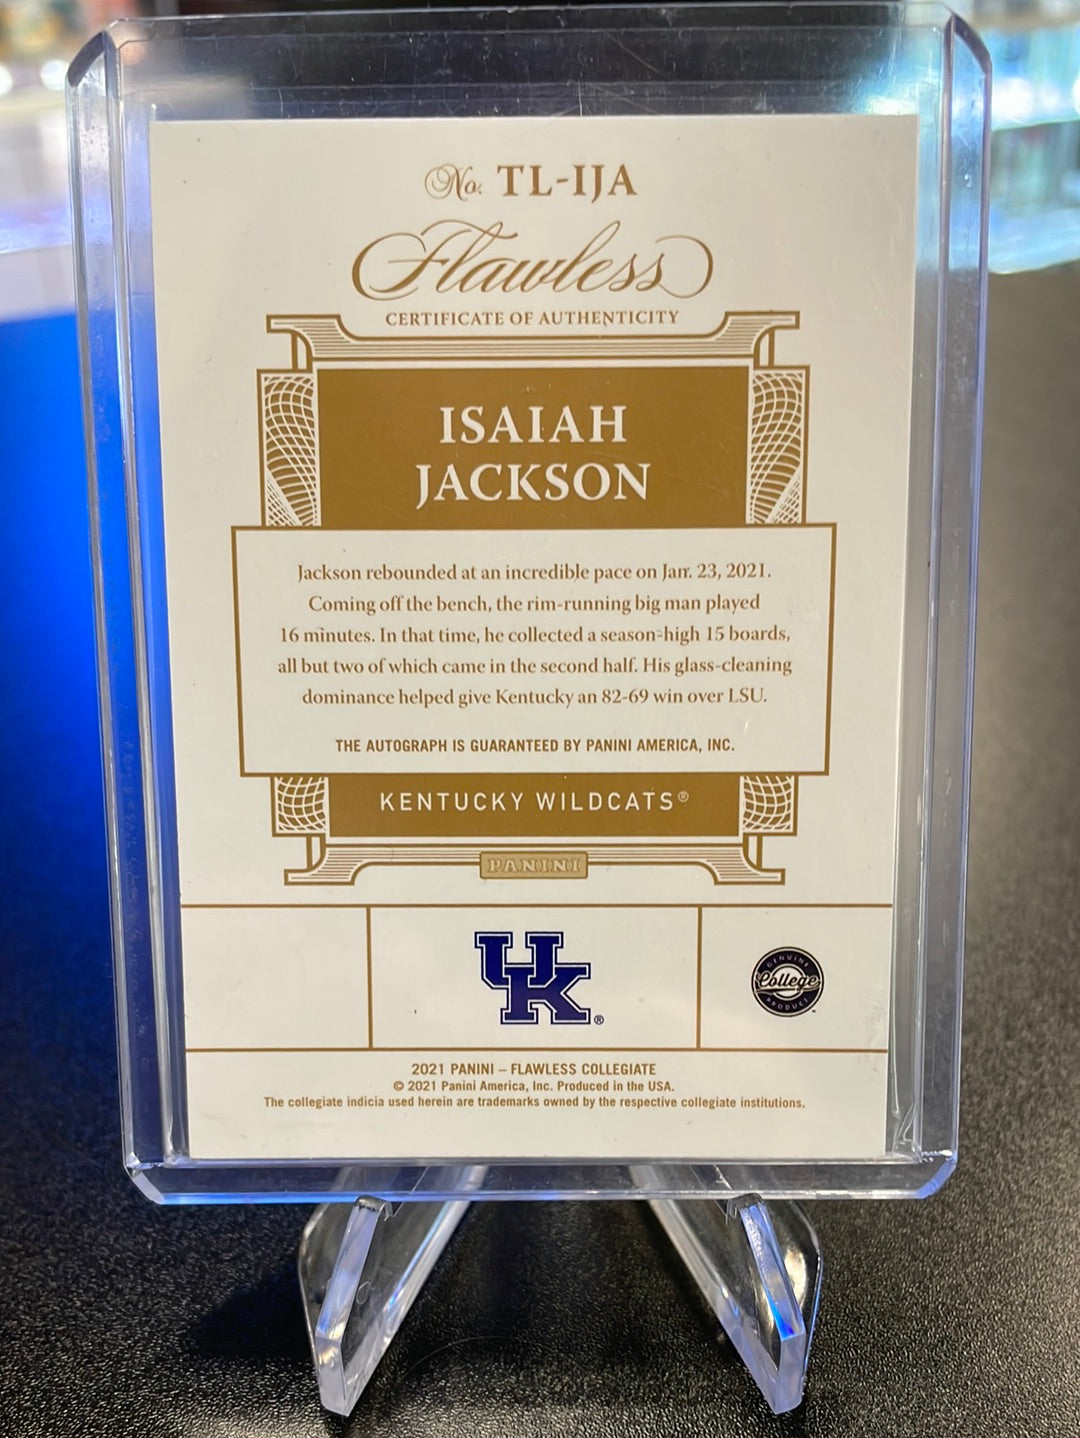 No. TL-IJA
Flawless
CERTIFICATE OF AUTHENTICITY
ISAIAH
JACKSON
Jackson rebounded at an incredible pace on Jan. 23, 2021.
Coming off the bench, the rim-running big man played
16 minutes. In that time, he collected a season-high 15 boards,
all but two of which came in the second half. His glass-cleaning
dominance helped give Kentucky an 82-69 win over LSU.
THE AUTOGRAPH IS GUARANTEED BY PANINI AMERICA, INC.
KENTUCKY WILDCATS®
PANINI
UK®
GENUINE
College
PRODUCT™
2021 PANINI – FLAWLESS COLLEGIATE
© 2021 Panini America, Inc. Produced in the USA.
The collegiate indicia used herein are trademarks owned by the respective collegiate institutions.